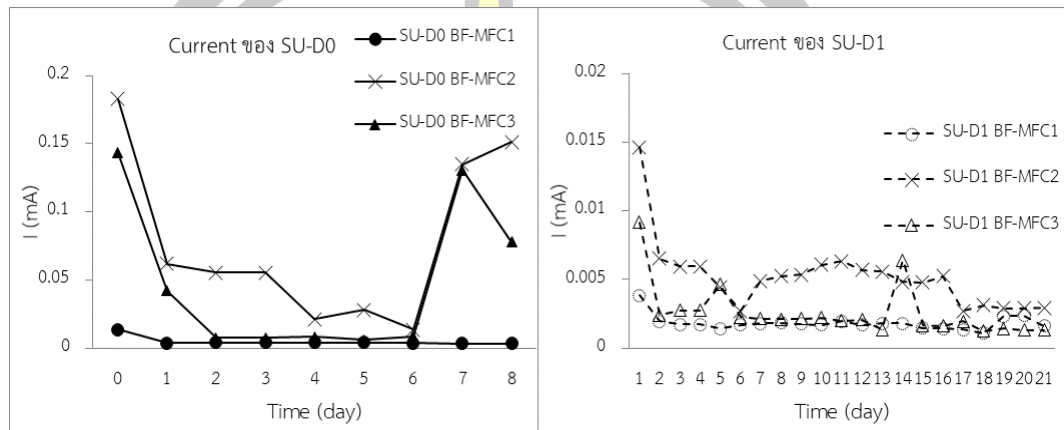 Current ของ SU-D0
SU-D0 BF-MFC1
SU-D0 BF-MFC2
SU-D0 BF-MFC3
0.2
0.15
0.1
0.05
0
I (mA)
0 1 2 3 4 5 6 7 8
Time (day)
Current ของ SU-D1
SU-D1 BF-MFC1
SU-D1 BF-MFC2
SU-D1 BF-MFC3
0.02
0.015
0.01
0.005
0
I (mA)
1 2 3 4 5 6 7 8 9 10 11 12 13 14 15 16 17 18 19 20 21
Time (day)